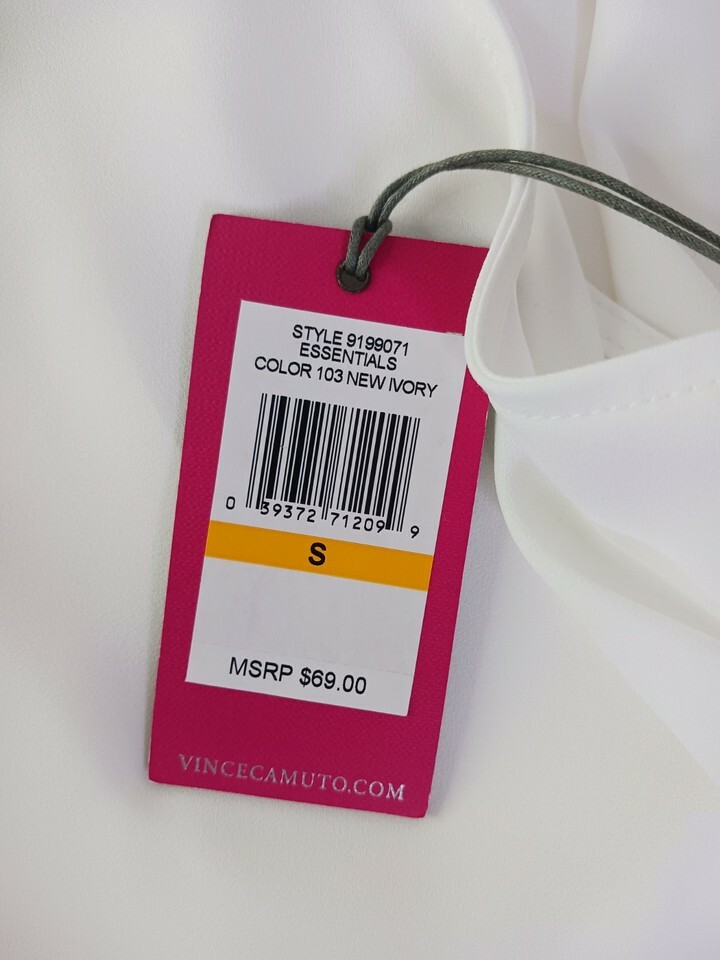 STYLE 9199071
ESSENTIALS
COLOR 103 NEW IVORY
0 39372 71209 9
S
MSRP $69.00
VINCECAMUTO.COM